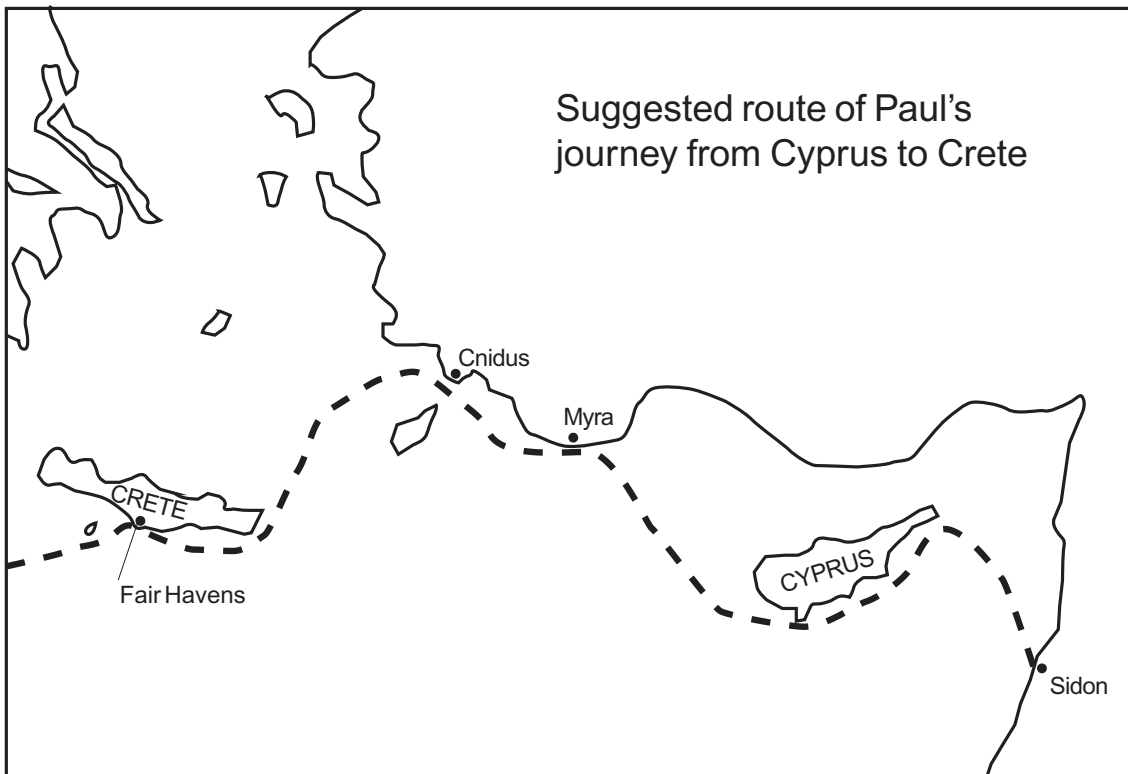 Suggested route of Paul’s
journey from Cyprus to Crete
Cnidus
Myra
CRETE
CYPRUS
Fair Havens
Sidon